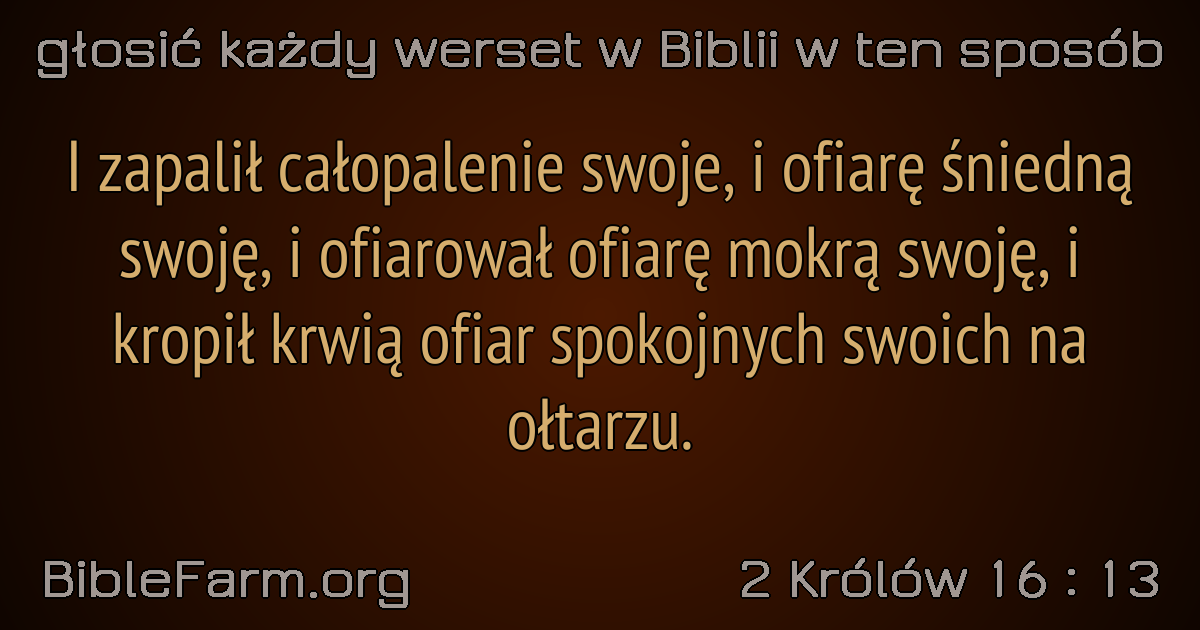 głosić każdy werset w Biblii w ten sposób
I zapalił całopalenie swoje, i ofiarę śniedną
swoję, i ofiarował ofiarę mokrą swoję, i
kropił krwią ofiar spokojnych swoich na
ołtarzu.
BibleFarm.org
2 Królów 16 : 13